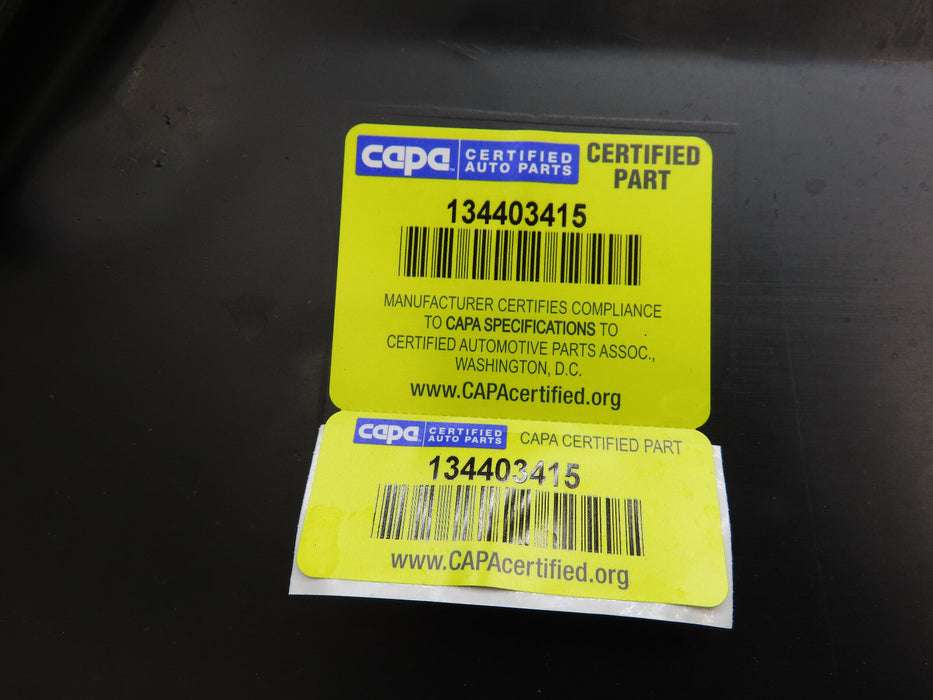 capa CERTIFIED AUTO PARTS
CERTIFIED PART
134403415
MANUFACTURER CERTIFIES COMPLIANCE
TO CAPA SPECIFICATIONS TO
CERTIFIED AUTOMOTIVE PARTS ASSOC.,
WASHINGTON, D.C.
www.CAPAcertified.org
capa CERTIFIED AUTO PARTS CAPA CERTIFIED PART
134403415
www.CAPAcertified.org